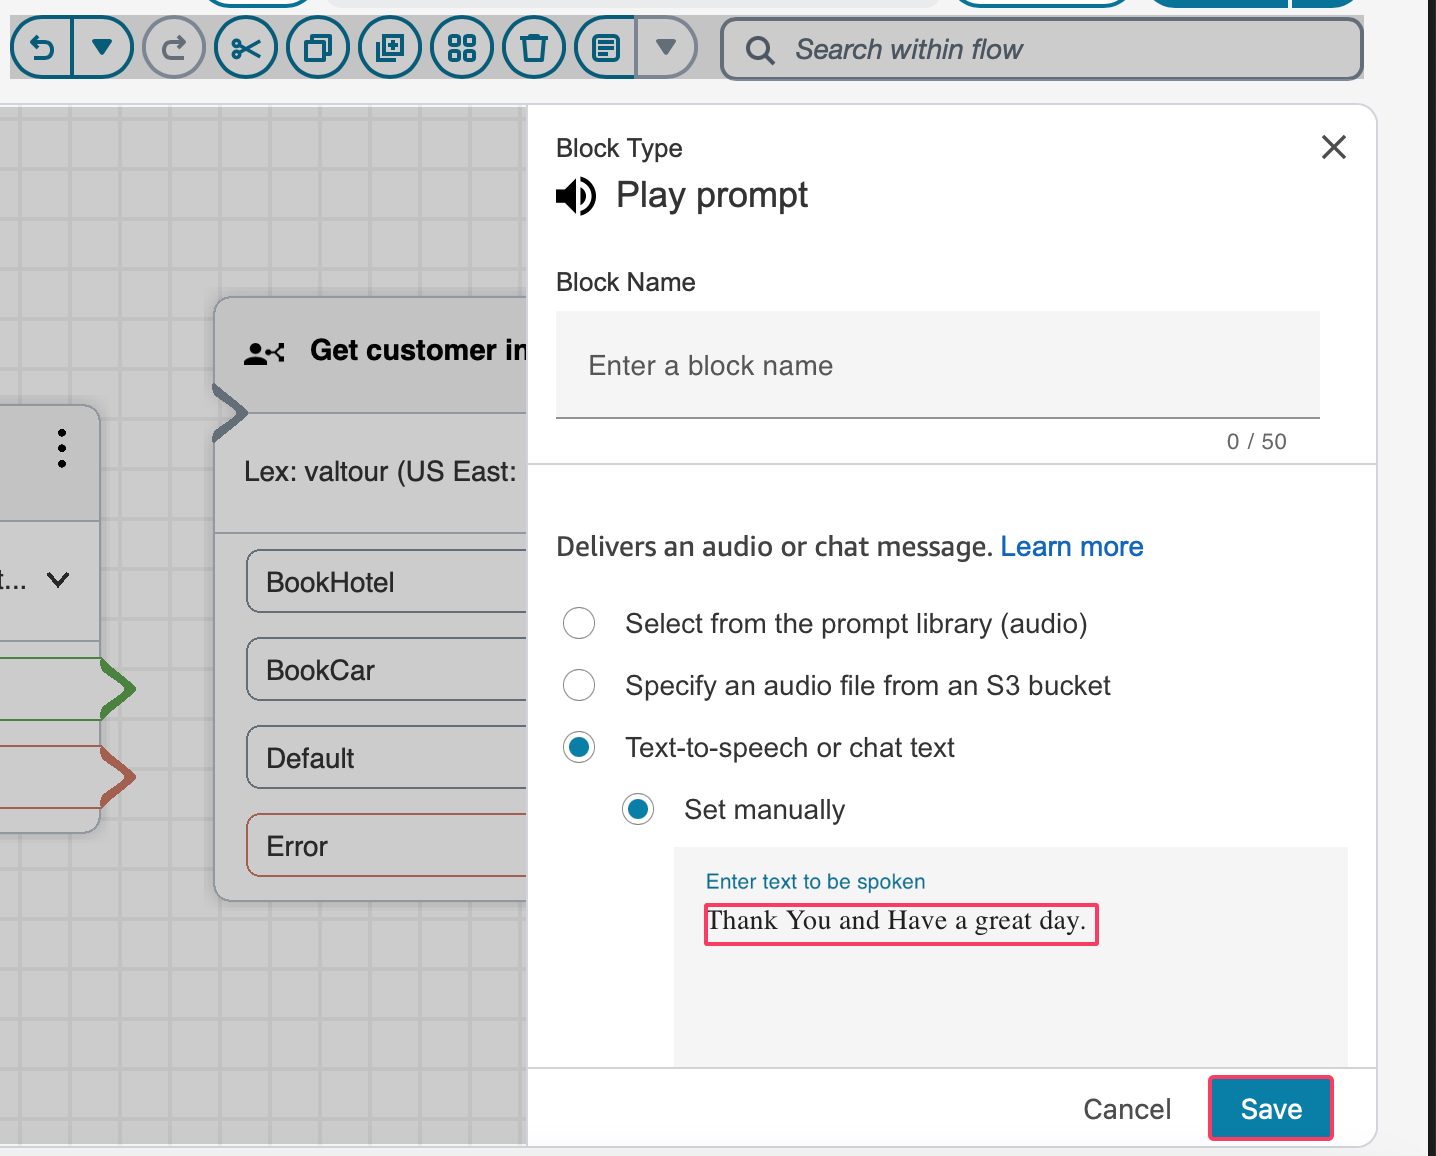 Search within flow
Block Type
Play prompt
Block Name
Enter a block name
0 / 50
Get customer in
Lex: valtour (US East:
BookHotel
BookCar
Default
Error
t...
Delivers an audio or chat message. Learn more
Select from the prompt library (audio)
Specify an audio file from an S3 bucket
Text-to-speech or chat text
Set manually
Enter text to be spoken
Thank You and Have a great day.
Cancel
Save